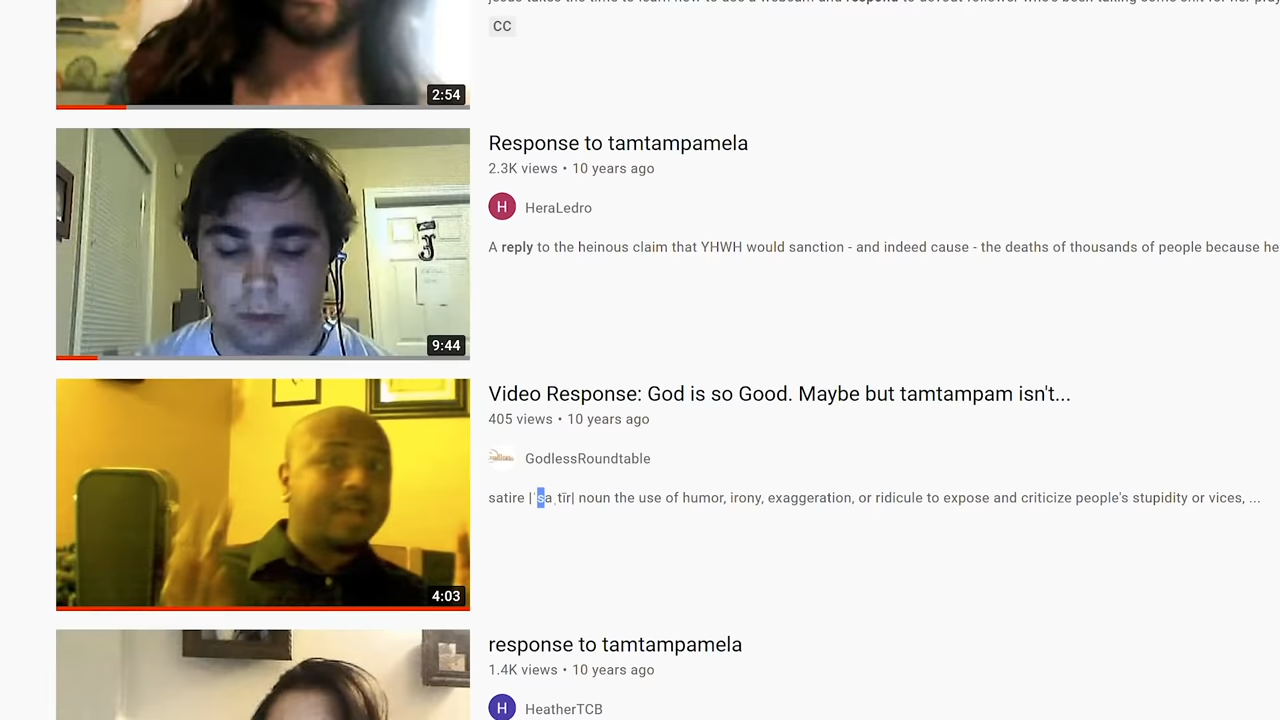 CC
2:54
Response to tamtampamela
2.3K views • 10 years ago
H HeraLedro
A reply to the heinous claim that YHWH would sanction - and indeed cause - the deaths of thousands of people because he
9:44
Video Response: God is so Good. Maybe but tamtampam isn't...
405 views • 10 years ago
GodlessRoundtable
satire |ˈsaˌtīr| noun the use of humor, irony, exaggeration, or ridicule to expose and criticize people's stupidity or vices, ...
4:03
response to tamtampamela
1.4K views • 10 years ago
H HeatherTCB